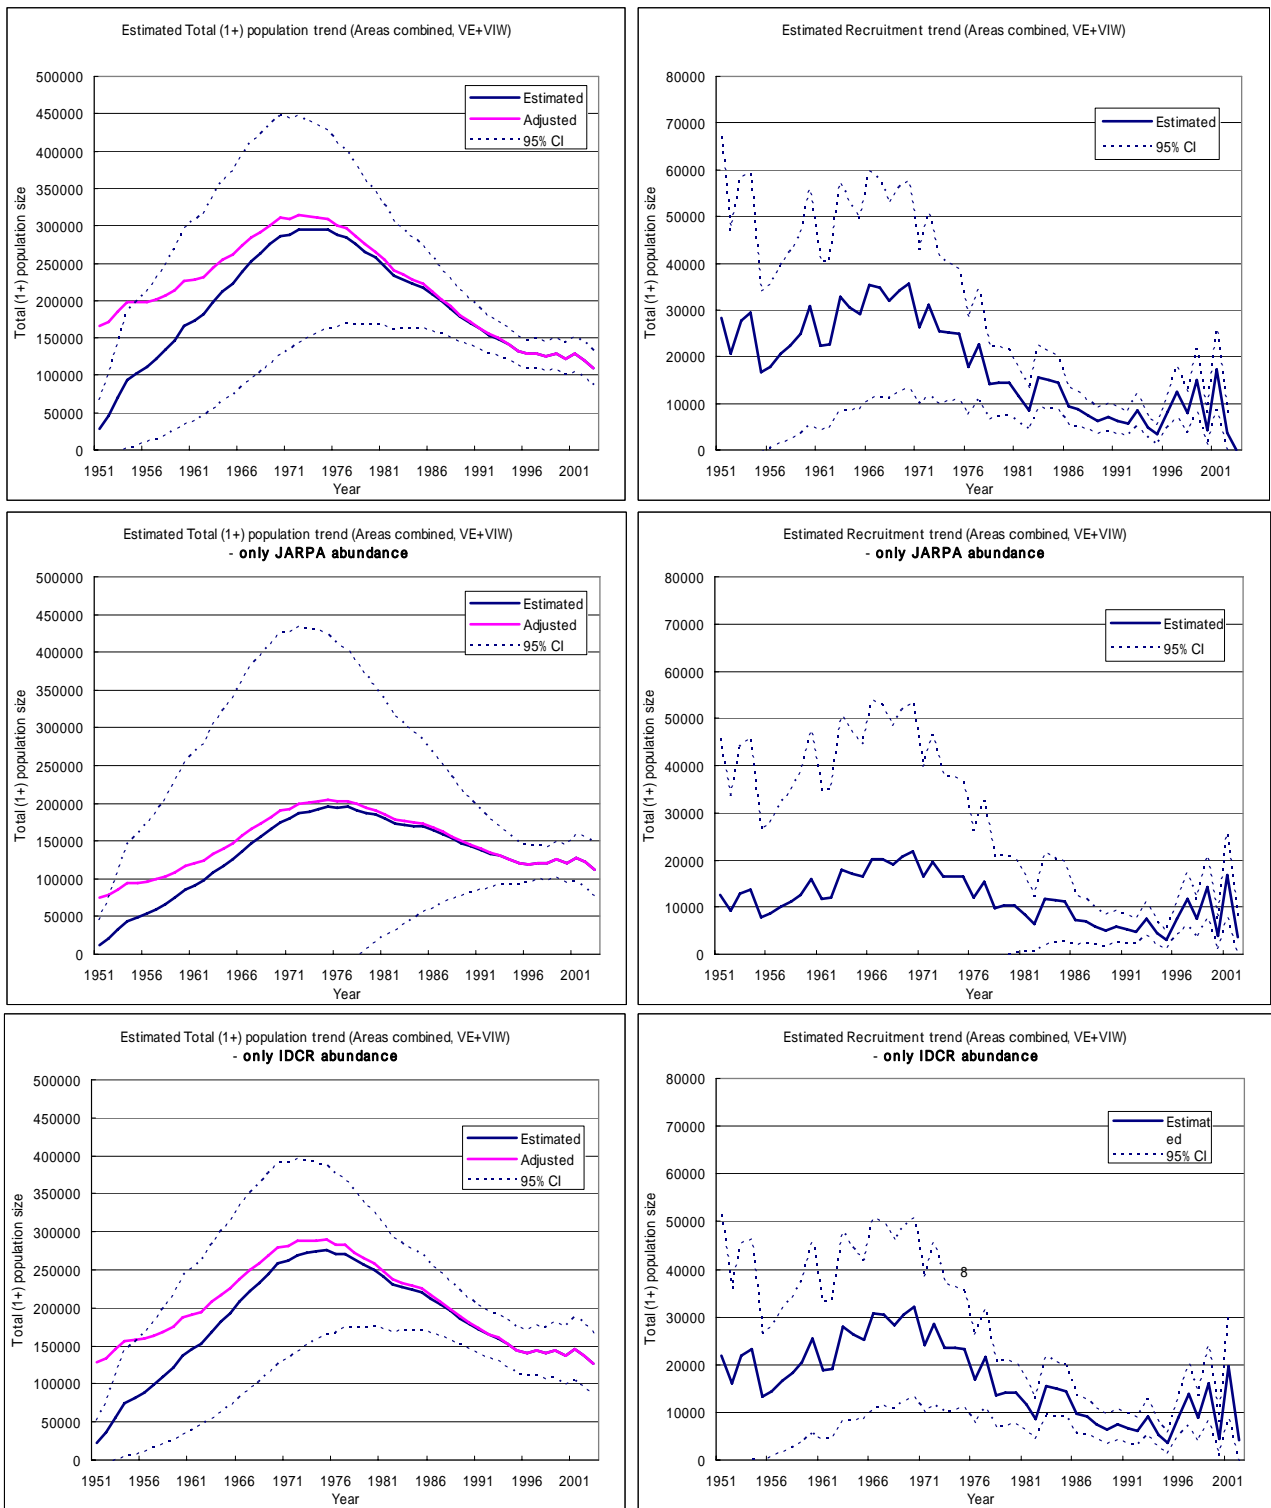 Estimated Total (1+) population trend (Areas combined, VE+VIW)
500000
450000
400000
350000
300000
250000
200000
150000
100000
50000
0
Total (1+) population size
Estimated
Adjusted
95% CI
1951 1956 1961 1966 1971 1976 1981 1986 1991 1996 2001
Year
Estimated Recruitment trend (Areas combined, VE+VIW)
80000
70000
60000
50000
40000
30000
20000
10000
0
Total (1+) population size
Estimated
95% CI
1951 1956 1961 1966 1971 1976 1981 1986 1991 1996 2001
Year
Estimated Total (1+) population trend (Areas combined, VE+VIW)
- only JARPA abundance
500000
450000
400000
350000
300000
250000
200000
150000
100000
50000
0
Total (1+) population size
Estimated
Adjusted
95% CI
1951 1956 1961 1966 1971 1976 1981 1986 1991 1996 2001
Year
Estimated Recruitment trend (Areas combined, VE+VIW)
- only JARPA abundance
80000
70000
60000
50000
40000
30000
20000
10000
0
Total (1+) population size
Estimated
95% CI
1951 1956 1961 1966 1971 1976 1981 1986 1991 1996 2001
Year
Estimated Total (1+) population trend (Areas combined, VE+VIW)
- only IDCR abundance
500000
450000
400000
350000
300000
250000
200000
150000
100000
50000
0
Total (1+) population size
Estimated
Adjusted
95% CI
1951 1956 1961 1966 1971 1976 1981 1986 1991 1996 2001
Year
Estimated Recruitment trend (Areas combined, VE+VIW)
- only IDCR abundance
80000
70000
60000
50000
40000
30000
20000
10000
0
Total (1+) population size
Estimat
ed
95% CI
8
1951 1956 1961 1966 1971 1976 1981 1986 1991 1996 2001
Year